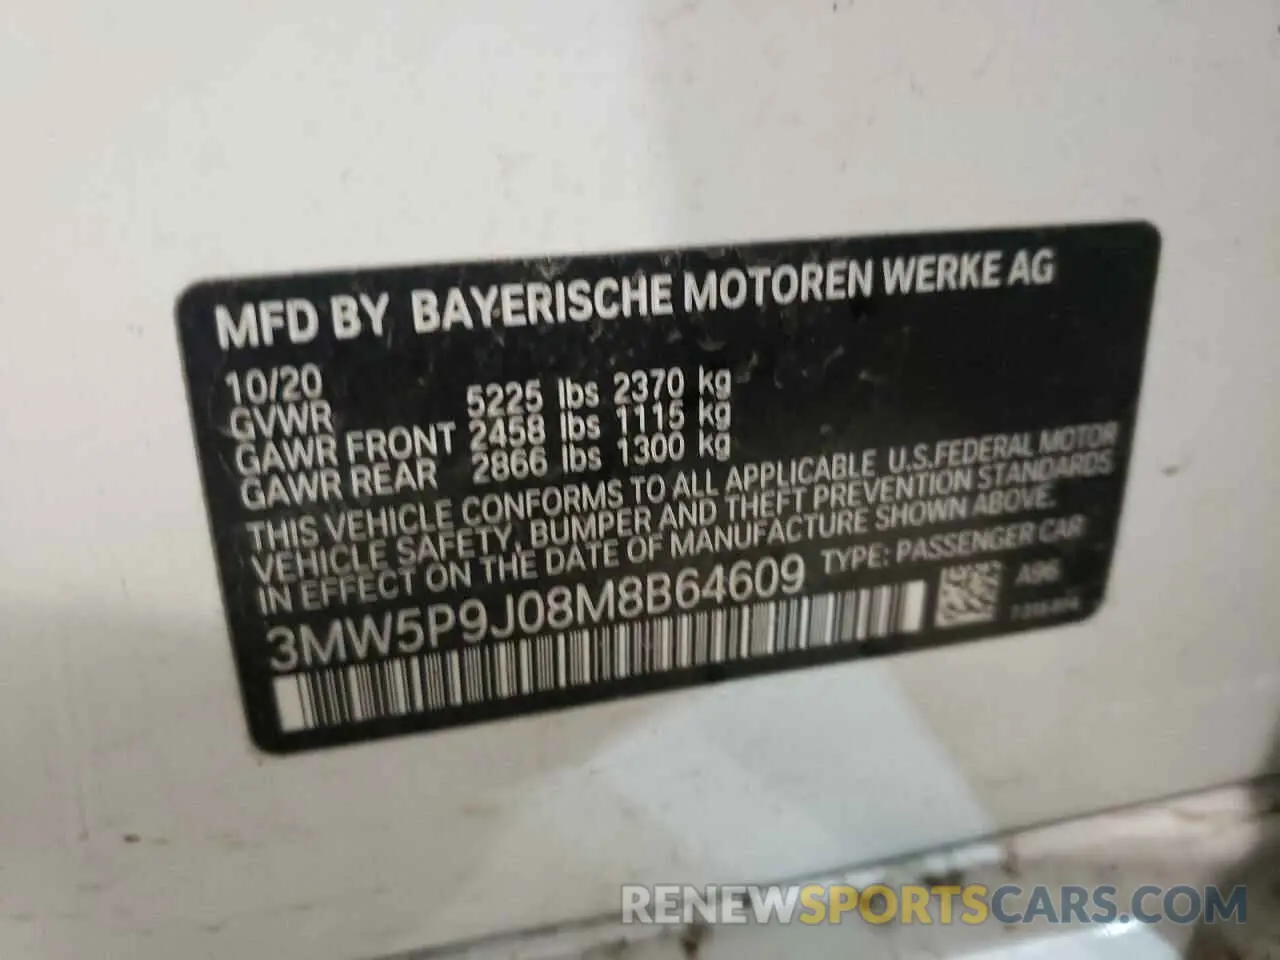 MFD BY BAYERISCHE MOTOREN WERKE AG
10/20
GVWR 5225 lbs 2370 kg
GAWR FRONT 2458 lbs 1115 kg
GAWR REAR 2866 lbs 1300 kg
THIS VEHICLE CONFORMS TO ALL APPLICABLE U.S.FEDERAL MOTOR
VEHICLE SAFETY, BUMPER AND THEFT PREVENTION STANDARDS
IN EFFECT ON THE DATE OF MANUFACTURE SHOWN ABOVE.
3MW5P9J08M8B64609 TYPE: PASSENGER CAR
A96
RENEWSPORTSCARS.COM